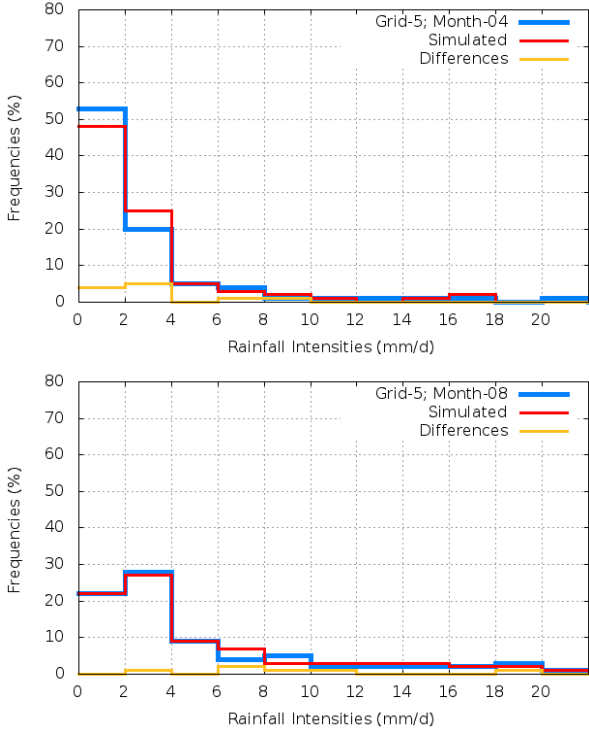 80
70
60
50
40
30
20
10
0
Frequencies (%)
Grid-5; Month-04
Simulated
Differences
0 2 4 6 8 10 12 14 16 18 20
Rainfall Intensities (mm/d)
80
70
60
50
40
30
20
10
0
Frequencies (%)
Grid-5; Month-08
Simulated
Differences
0 2 4 6 8 10 12 14 16 18 20
Rainfall Intensities (mm/d)